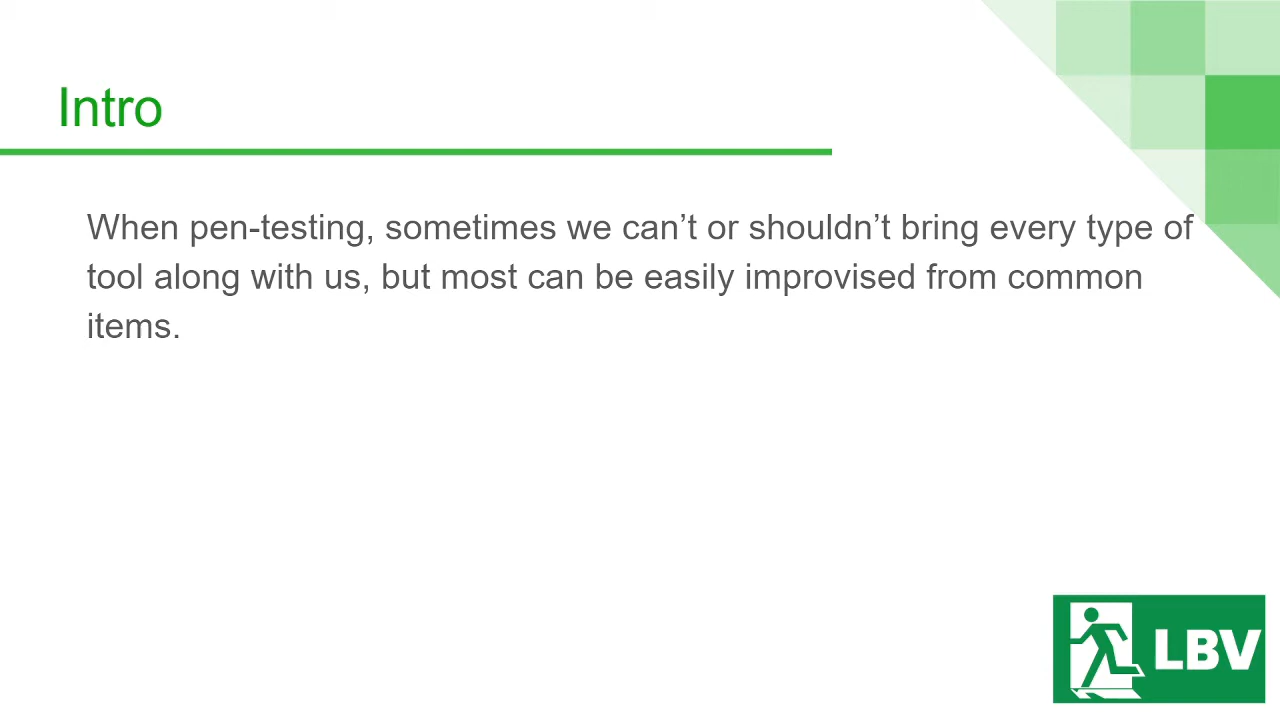 Intro
When pen-testing, sometimes we can’t or shouldn’t bring every type of
tool along with us, but most can be easily improvised from common
items.
LBV